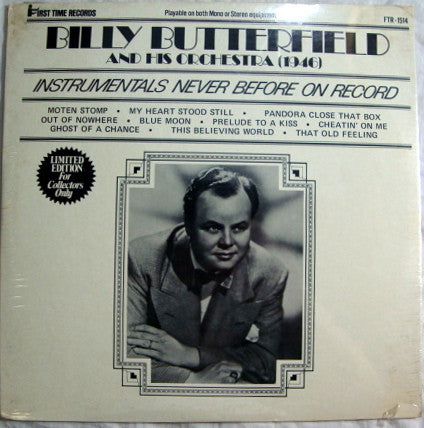 FIRST TIME RECORDS
Playable on both Mono or Stereo equipment
FTR-1514
BILLY BUTTERFIELD
AND HIS ORCHESTRA (1946)
INSTRUMENTALS NEVER BEFORE ON RECORD
MOTEN STOMP • MY HEART STOOD STILL • PANDORA CLOSE THAT BOX
OUT OF NOWHERE • BLUE MOON • PRELUDE TO A KISS • CHEATIN' ON ME
GHOST OF A CHANCE • THIS BELIEVING WORLD • THAT OLD FEELING
LIMITED
EDITION
For
Collectors
Only